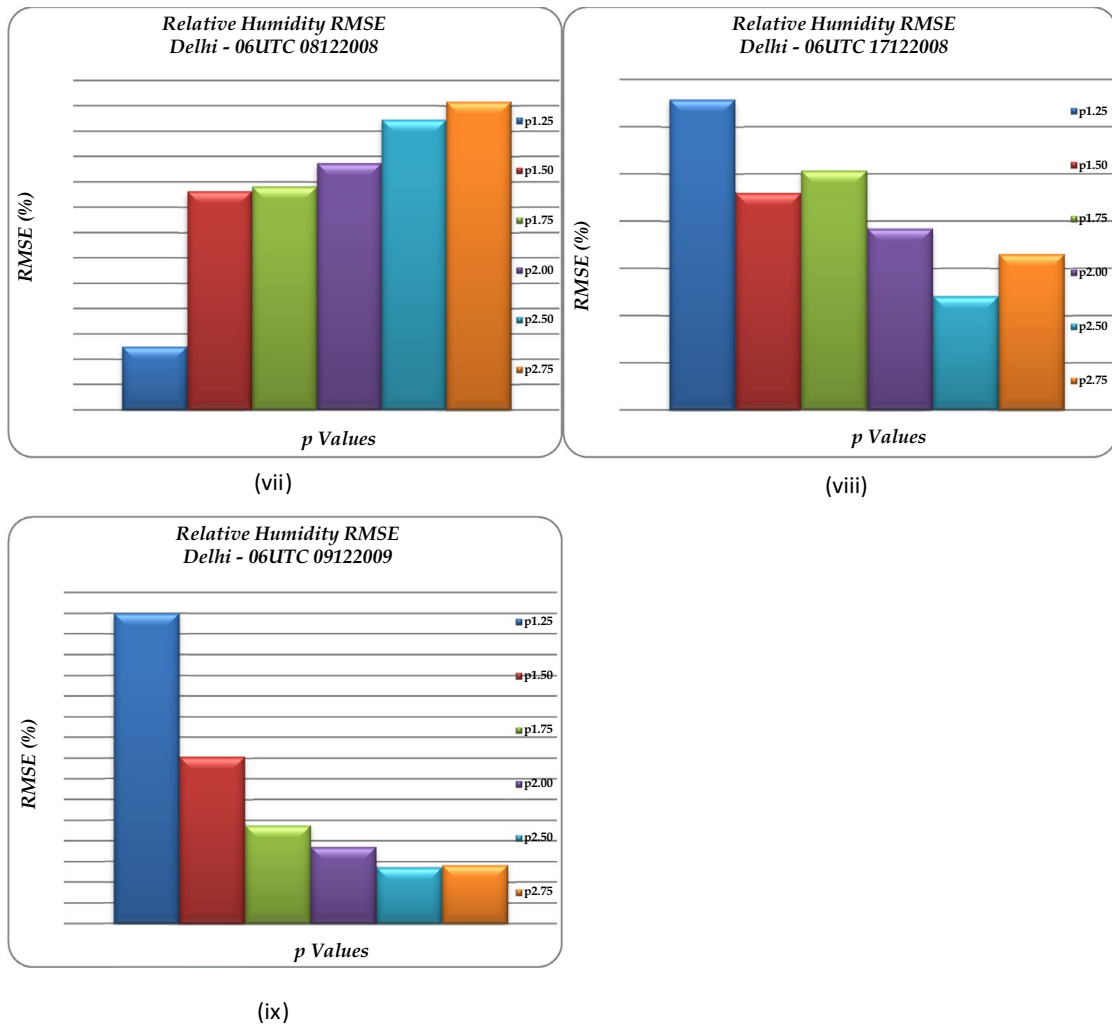 Relative Humidity RMSE
Delhi - 06UTC 08122008
RMSE (%)
p1.25
p1.50
p1.75
p2.00
p2.50
p2.75
p Values
(vii)
Relative Humidity RMSE
Delhi - 06UTC 17122008
RMSE (%)
p1.25
p1.50
p1.75
p2.00
p2.50
p2.75
p Values
(viii)
Relative Humidity RMSE
Delhi - 06UTC 09122009
RMSE (%)
p1.25
p1.50
p1.75
p2.00
p2.50
p2.75
p Values
(ix)